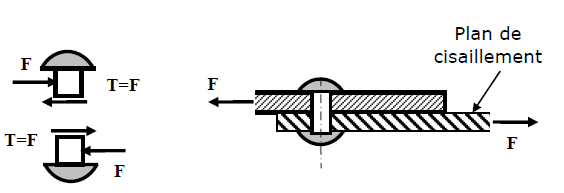 F
T=F
T=F
F
F
Plan de
cisaillement
F